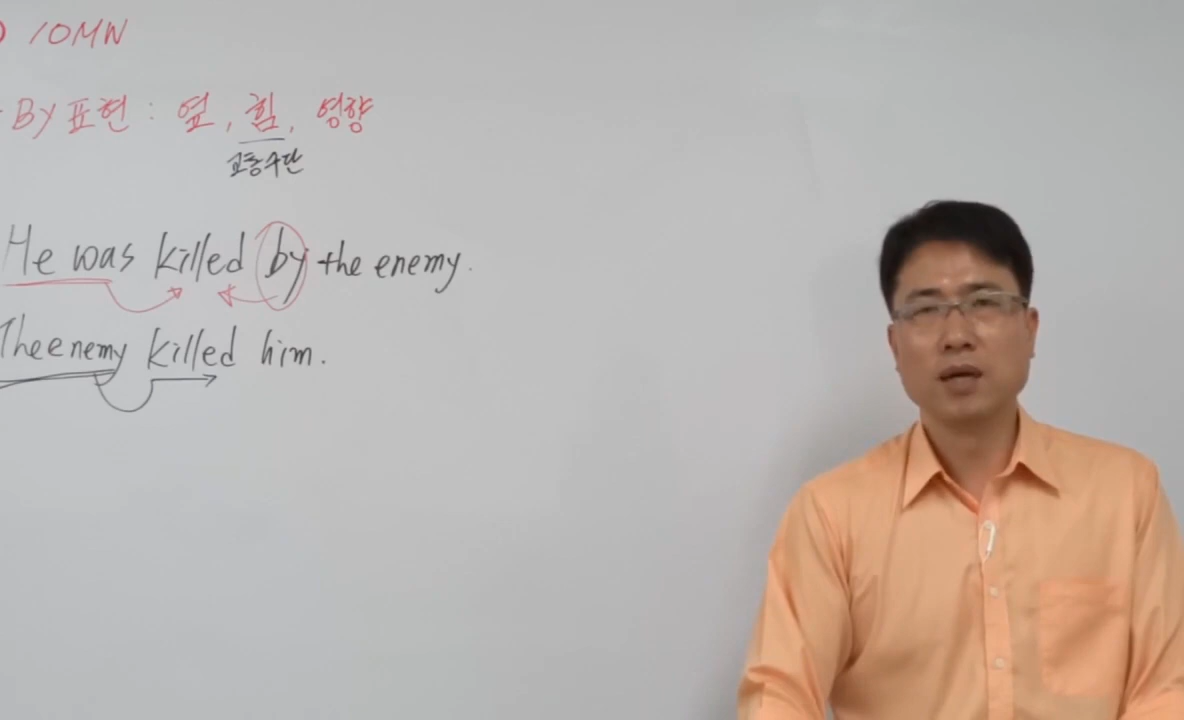 10MW
By 표현 : 옆, 힘, 영향
교통수단
He was killed by the enemy.
The enemy killed him.